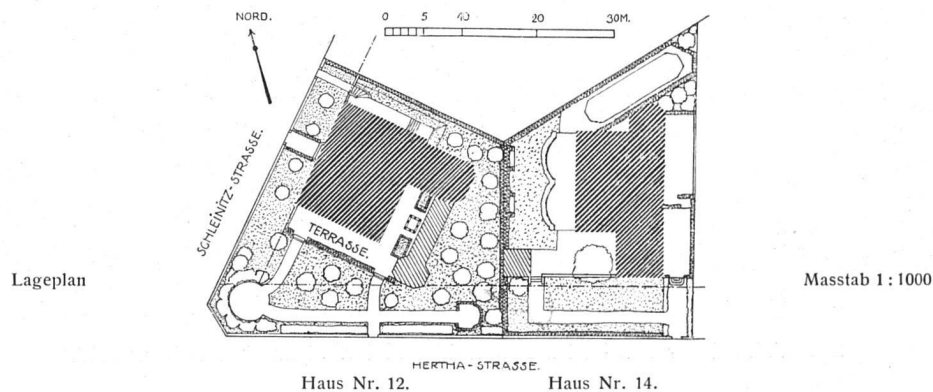 NORD.
0 5 10 20 30M.
SCHLEINITZ-STRASSE.
TERRASSE.
Lageplan
Masstab 1 : 1000
HERTHA-STRASSE.
Haus Nr. 12. Haus Nr. 14.